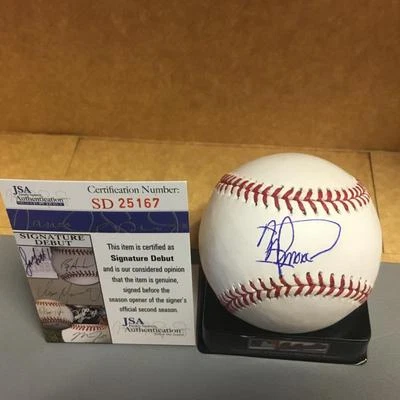 JSA
Authentication
Certification Number:
SD 25167
SIGNATURE
DEBUT
This item is certified as
Signature Debut
and is our considered
opinion that the
item is genuine,
signed before the
season opener of the signer's
official second season.
JSA
Authentication